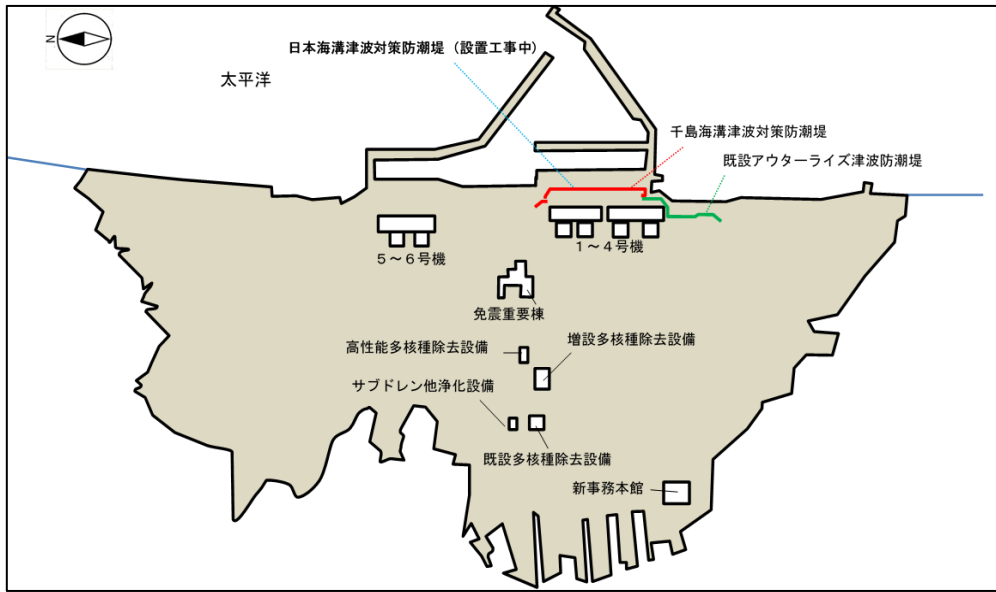 N
日本海溝津波対策防潮堤（設置工事中）
太平洋
千島海溝津波対策防潮堤
既設アウターライズ津波防潮堤
１～４号機
５～６号機
免震重要棟
高性能多核種除去設備
増設多核種除去設備
サブドレン他浄化設備
既設多核種除去設備
新事務本館